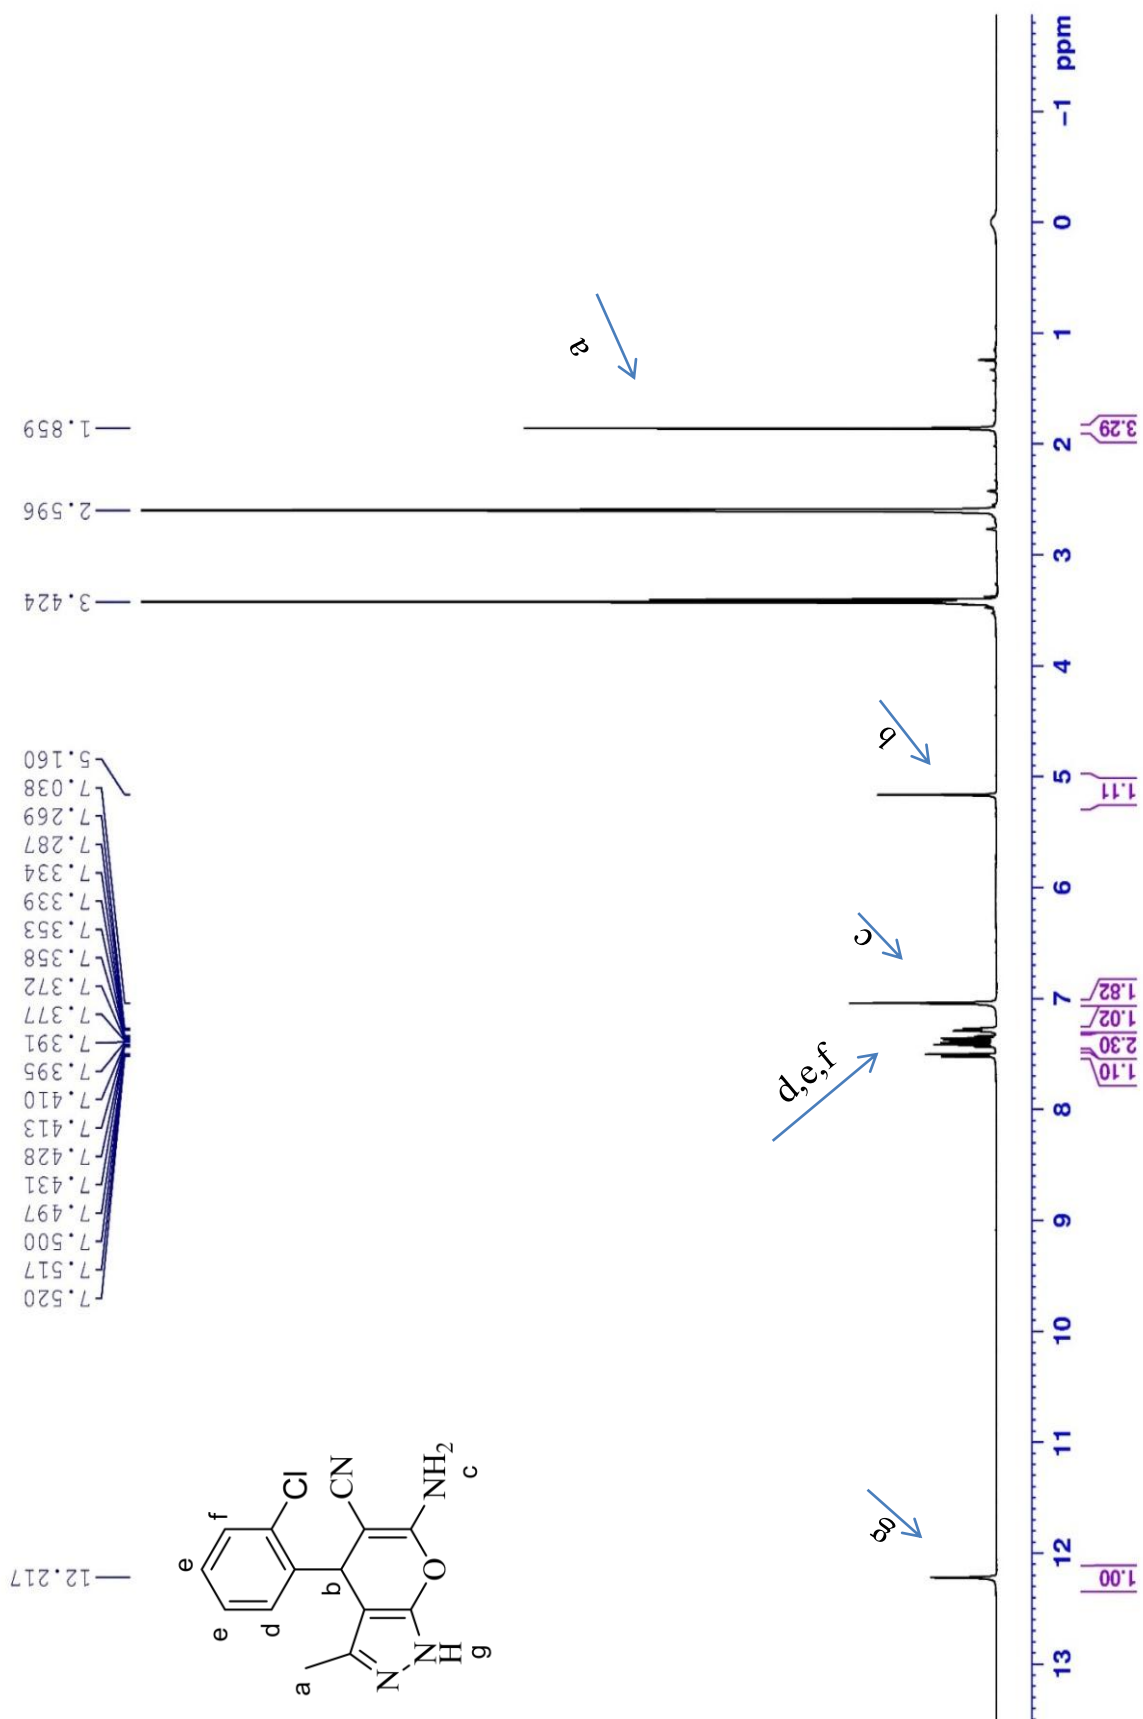 12.217
7.520
7.517
7.500
7.497
7.431
7.428
7.413
7.410
7.395
7.391
7.377
7.372
7.358
7.353
7.339
7.334
7.287
7.269
7.038
5.160
3.424
2.596
1.859
a
b
c
d,e,f
g
e
f
e
d
Cl
b
CN
a
NH2
c
O
N
N
H
g
13 12 11 10 9 8 7 6 5 4 3 2 1 0 -1 ppm
1.00
1.10
2.30
1.02
1.82
1.11
3.29